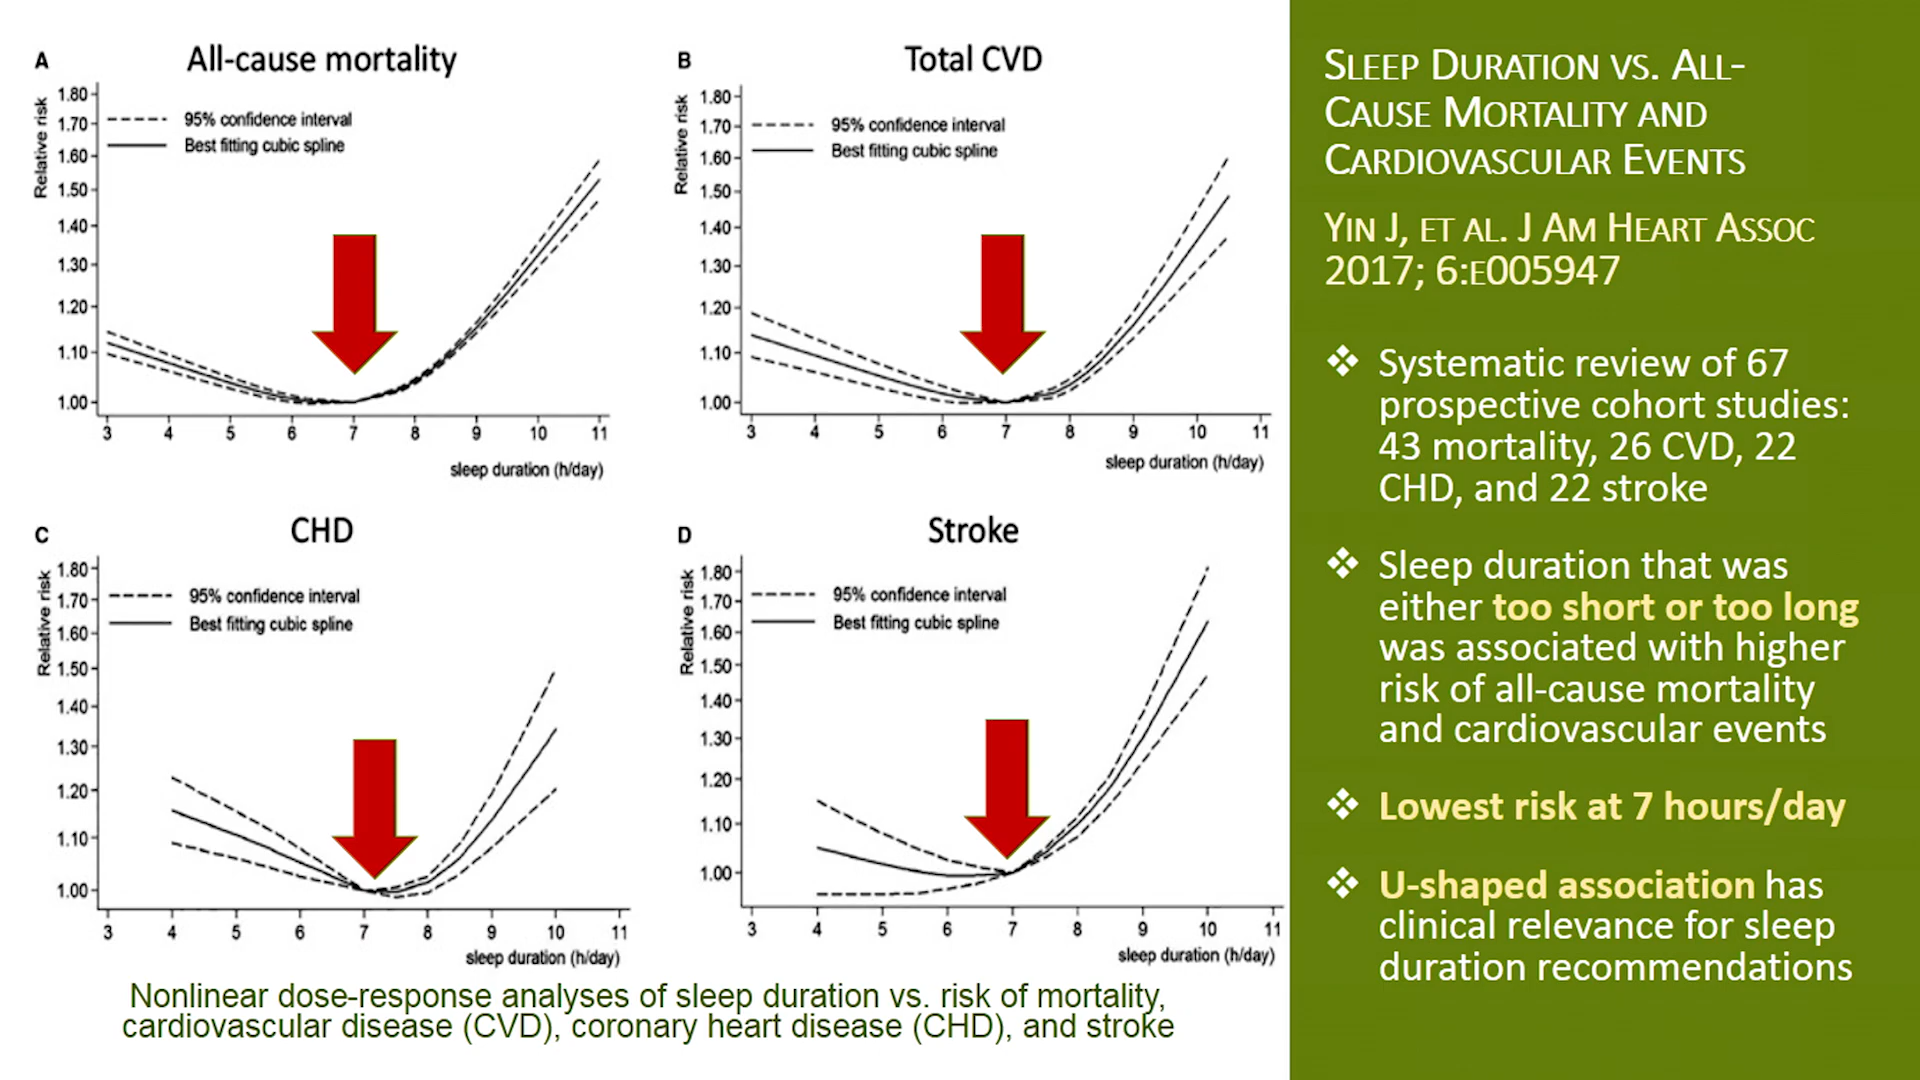 A
All-cause mortality
Relative risk
1.80
1.70
1.60
1.50
1.40
1.30
1.20
1.10
1.00
95% confidence interval
Best fitting cubic spline
3 4 5 6 7 8 9 10 11
sleep duration (h/day)
B
Total CVD
Relative risk
1.80
1.70
1.60
1.50
1.40
1.30
1.20
1.10
1.00
95% confidence interval
Best fitting cubic spline
3 4 5 6 7 8 9 10 11
sleep duration (h/day)
C
CHD
Relative risk
1.80
1.70
1.60
1.50
1.40
1.30
1.20
1.10
1.00
95% confidence interval
Best fitting cubic spline
3 4 5 6 7 8 9 10 11
sleep duration (h/day)
D
Stroke
Relative risk
1.80
1.70
1.60
1.50
1.40
1.30
1.20
1.10
1.00
95% confidence interval
Best fitting cubic spline
3 4 5 6 7 8 9 10 11
sleep duration (h/day)
Nonlinear dose-response analyses of sleep duration vs. risk of mortality,
cardiovascular disease (CVD), coronary heart disease (CHD), and stroke
SLEEP DURATION VS. ALL-
CAUSE MORTALITY AND
CARDIOVASCULAR EVENTS
YIN J, ET AL. J AM HEART ASSOC
2017; 6:E005947
❖ Systematic review of 67
prospective cohort studies:
43 mortality, 26 CVD, 22
CHD, and 22 stroke
❖ Sleep duration that was
either too short or too long
was associated with higher
risk of all-cause mortality
and cardiovascular events
❖ Lowest risk at 7 hours/day
❖ U-shaped association has
clinical relevance for sleep
duration recommendations